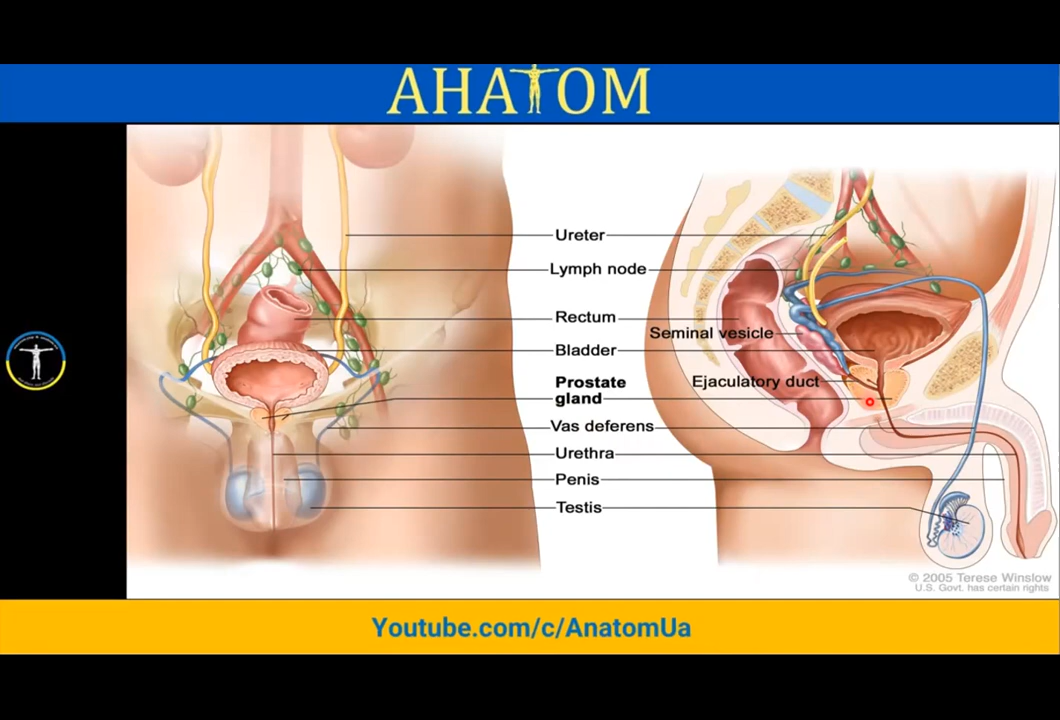 АНАТОМ
Ureter
Lymph node
Rectum
Seminal vesicle
Bladder
Prostate
gland
Ejaculatory duct
Vas deferens
Urethra
Penis
Testis
© 2005 Terese Winslow
U.S. Govt. has certain rights
Youtube.com/c/AnatomUa